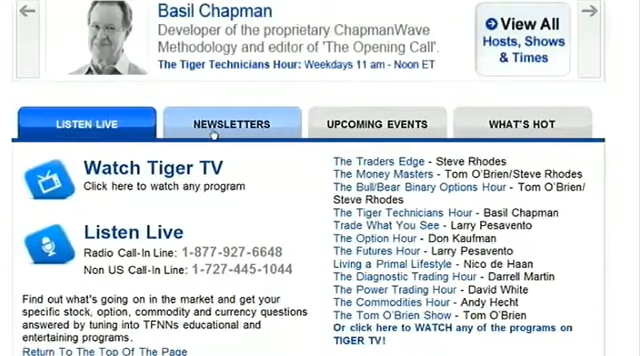 Basil Chapman
Developer of the proprietary ChapmanWave
Methodology and editor of 'The Opening Call'.
The Tiger Technicians Hour: Weekdays 11 am - Noon ET
View All
Hosts, Shows
& Times
LISTEN LIVE
NEWSLETTERS
UPCOMING EVENTS
WHAT'S HOT
Watch Tiger TV
Click here to watch any program
Listen Live
Radio Call-In Line: 1-877-927-6648
Non US Call-In Line: 1-727-445-1044
Find out what's going on in the market and get your
specific stock, option, commodity and currency questions
answered by tuning into TFNNs educational and
entertaining programs.
Return To The Top Of The Page
The Traders Edge - Steve Rhodes
The Money Masters - Tom O'Brien/Steve Rhodes
The Bull/Bear Binary Options Hour - Tom O'Brien/
Steve Rhodes
The Tiger Technicians Hour - Basil Chapman
Trade What You See - Larry Pesavento
The Option Hour - Don Kaufman
The Futures Hour - Larry Pesavento
Living a Primal Lifestyle - Nico de Haan
The Diagnostic Trading Hour - Darrell Martin
The Power Trading Hour - David White
The Commodities Hour - Andy Hecht
The Tom O'Brien Show - Tom O'Brien
Or click here to WATCH any of the programs on
TIGER TV!